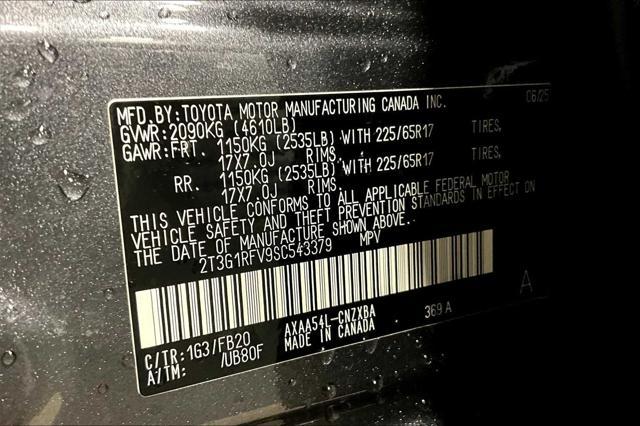 MFD.BY:TOYOTA MOTOR MANUFACTURING CANADA INC. 06/25
GVWR:2090KG (4610LB)
GAWR:FRT. 1150KG (2535LB) WITH 225/65R17 TIRES,
17X7.0J RIMS.
RR. 1150KG (2535LB) WITH 225/65R17 TIRES,
17X7.0J RIMS.
THIS VEHICLE CONFORMS TO ALL APPLICABLE FEDERAL MOTOR
VEHICLE SAFETY AND THEFT PREVENTION STANDARDS IN EFFECT ON
THE DATE OF MANUFACTURE SHOWN ABOVE.
2T3G1RFV9SC543379 MPV
A
C/TR:1G3/FB20 AXAA54L-CNZXBA 369 A
A/TM: /UB80F MADE IN CANADA